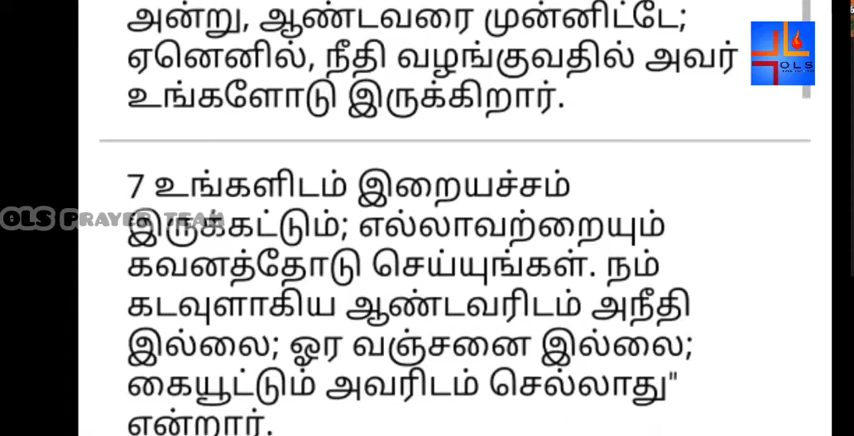 அன்று, ஆண்டவரை முன்னிட்டே;
ஏனெனில், நீதி வழங்குவதில் அவர்
உங்களோடு இருக்கிறார்.
OLS
7 உங்களிடம் இறையச்சம்
OLS PRAYER TEAM
இருக்கட்டும்; எல்லாவற்றையும்
கவனத்தோடு செய்யுங்கள். நம்
கடவுளாகிய ஆண்டவரிடம் அநீதி
இல்லை; ஓர வஞ்சனை இல்லை;
கையூட்டும் அவரிடம் செல்லாது"
என்றார்.